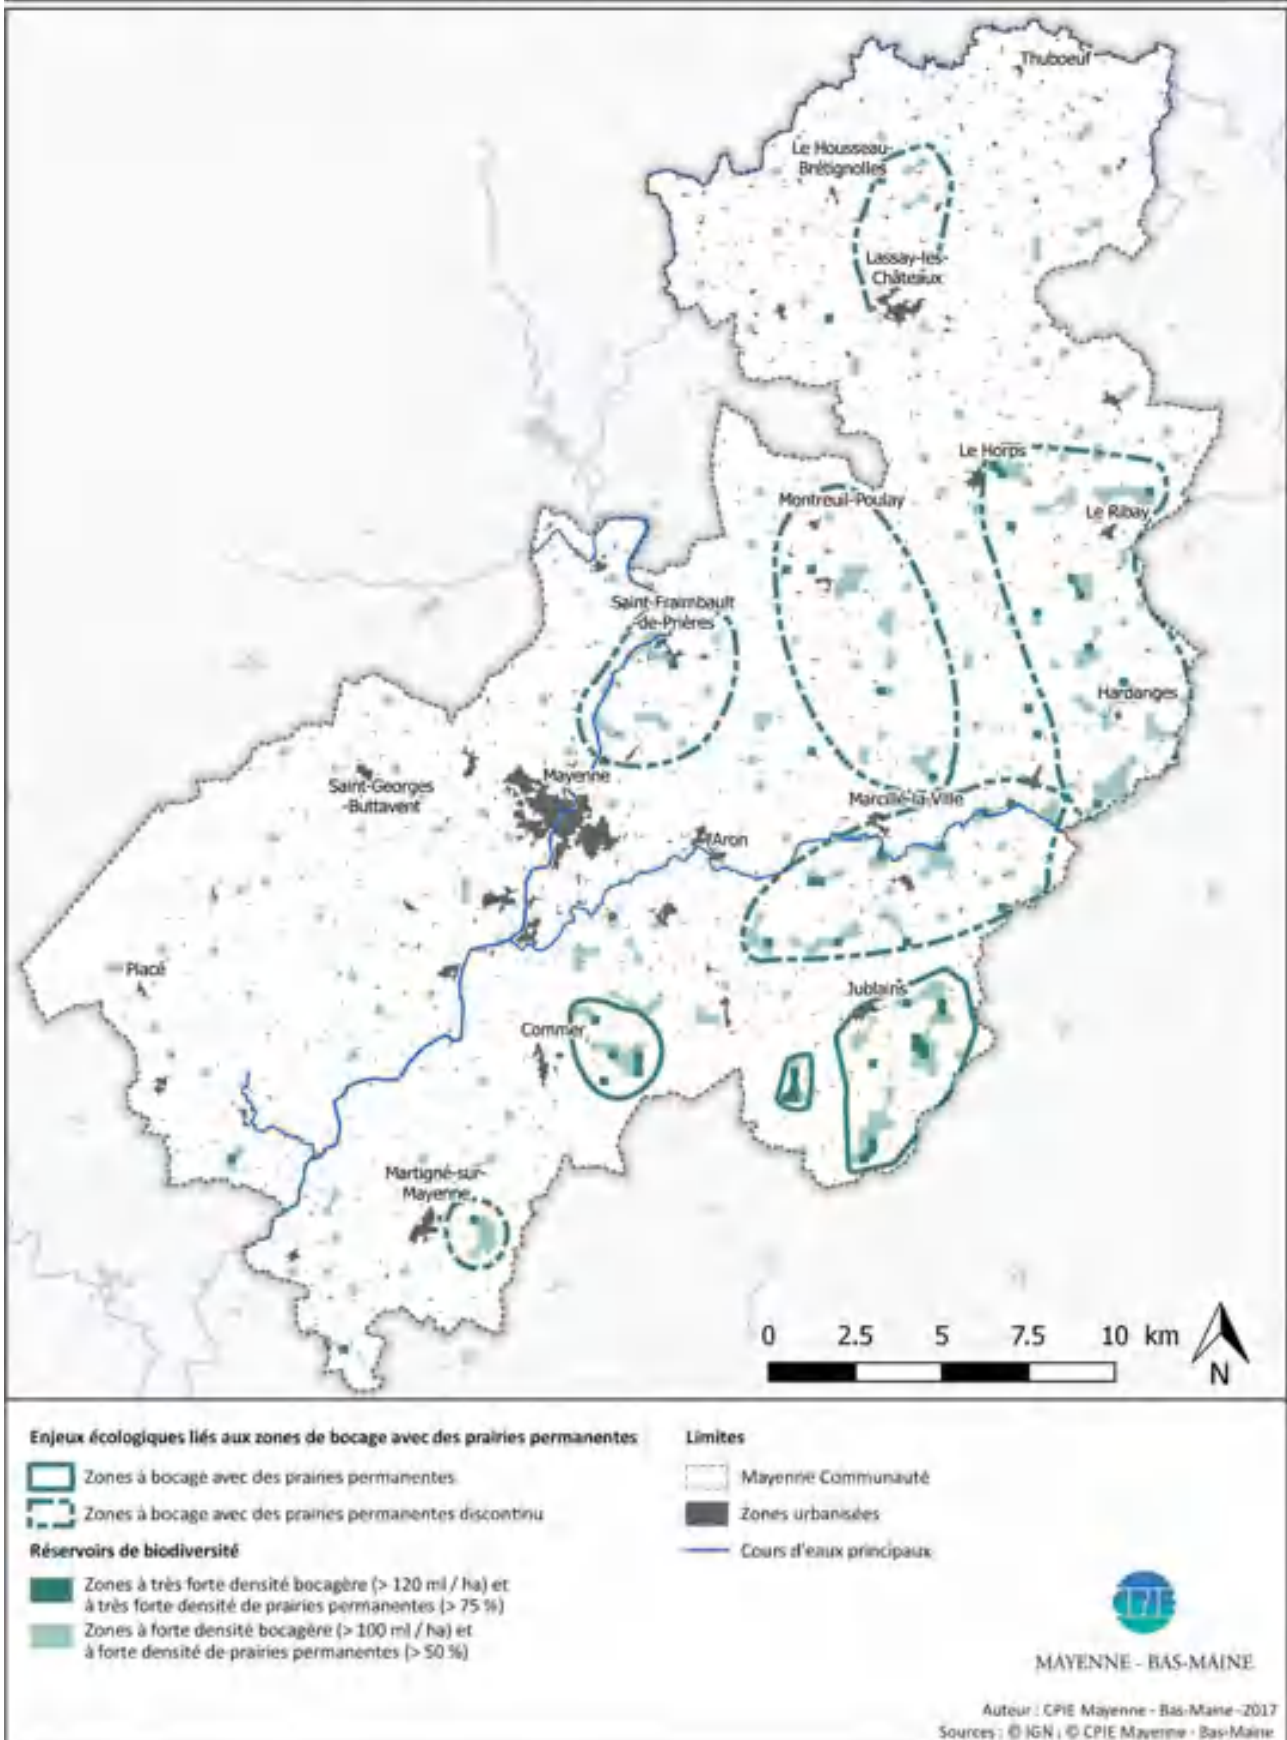 Thuboeuf
Le Housseau-
Brétignolles
Lassay-les-
Châteaux
Le Horps
Montreuil-Poulay
Le Ribay
Saint-Fraimbault
-de-Prières
Hardanges
Mayenne
Saint-Georges
-Buttavent
Marcillé-la-Ville
Aron
Placé
Jublains
Commer
Martigné-sur-
Mayenne
0 2.5 5 7.5 10 km
N
Enjeux écologiques liés aux zones de bocage avec des prairies permanentes
Zones à bocage avec des prairies permanentes
Zones à bocage avec des prairies permanentes discontinu
Réservoirs de biodiversité
Zones à très forte densité bocagère (> 120 ml / ha) et
à très forte densité de prairies permanentes (> 75 %)
Zones à forte densité bocagère (> 100 ml / ha) et
à forte densité de prairies permanentes (> 50 %)
Limites
Mayenne Communauté
Zones urbanisées
Cours d'eaux principaux
CPIE
MAYENNE - BAS-MAINE
Auteur : CPIE Mayenne - Bas-Maine -2017
Sources : © IGN ; © CPIE Mayenne - Bas-Maine